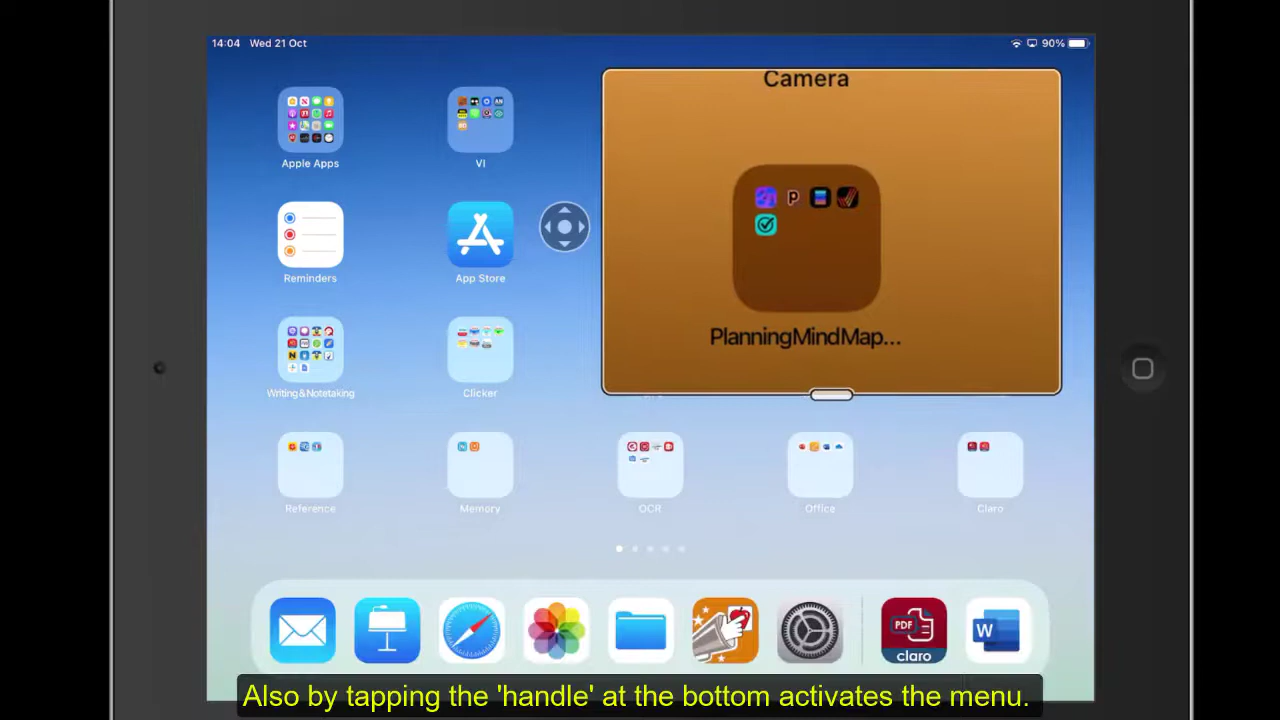 14:04 Wed 21 Oct
90%
Camera
Apple Apps
VI
PlanningMindMap...
Reminders
App Store
Writing&Notetaking
Clicker
Reference
Memory
OCR
Office
Claro
PDF
claro
W
Also by tapping the 'handle' at the bottom activates the menu.